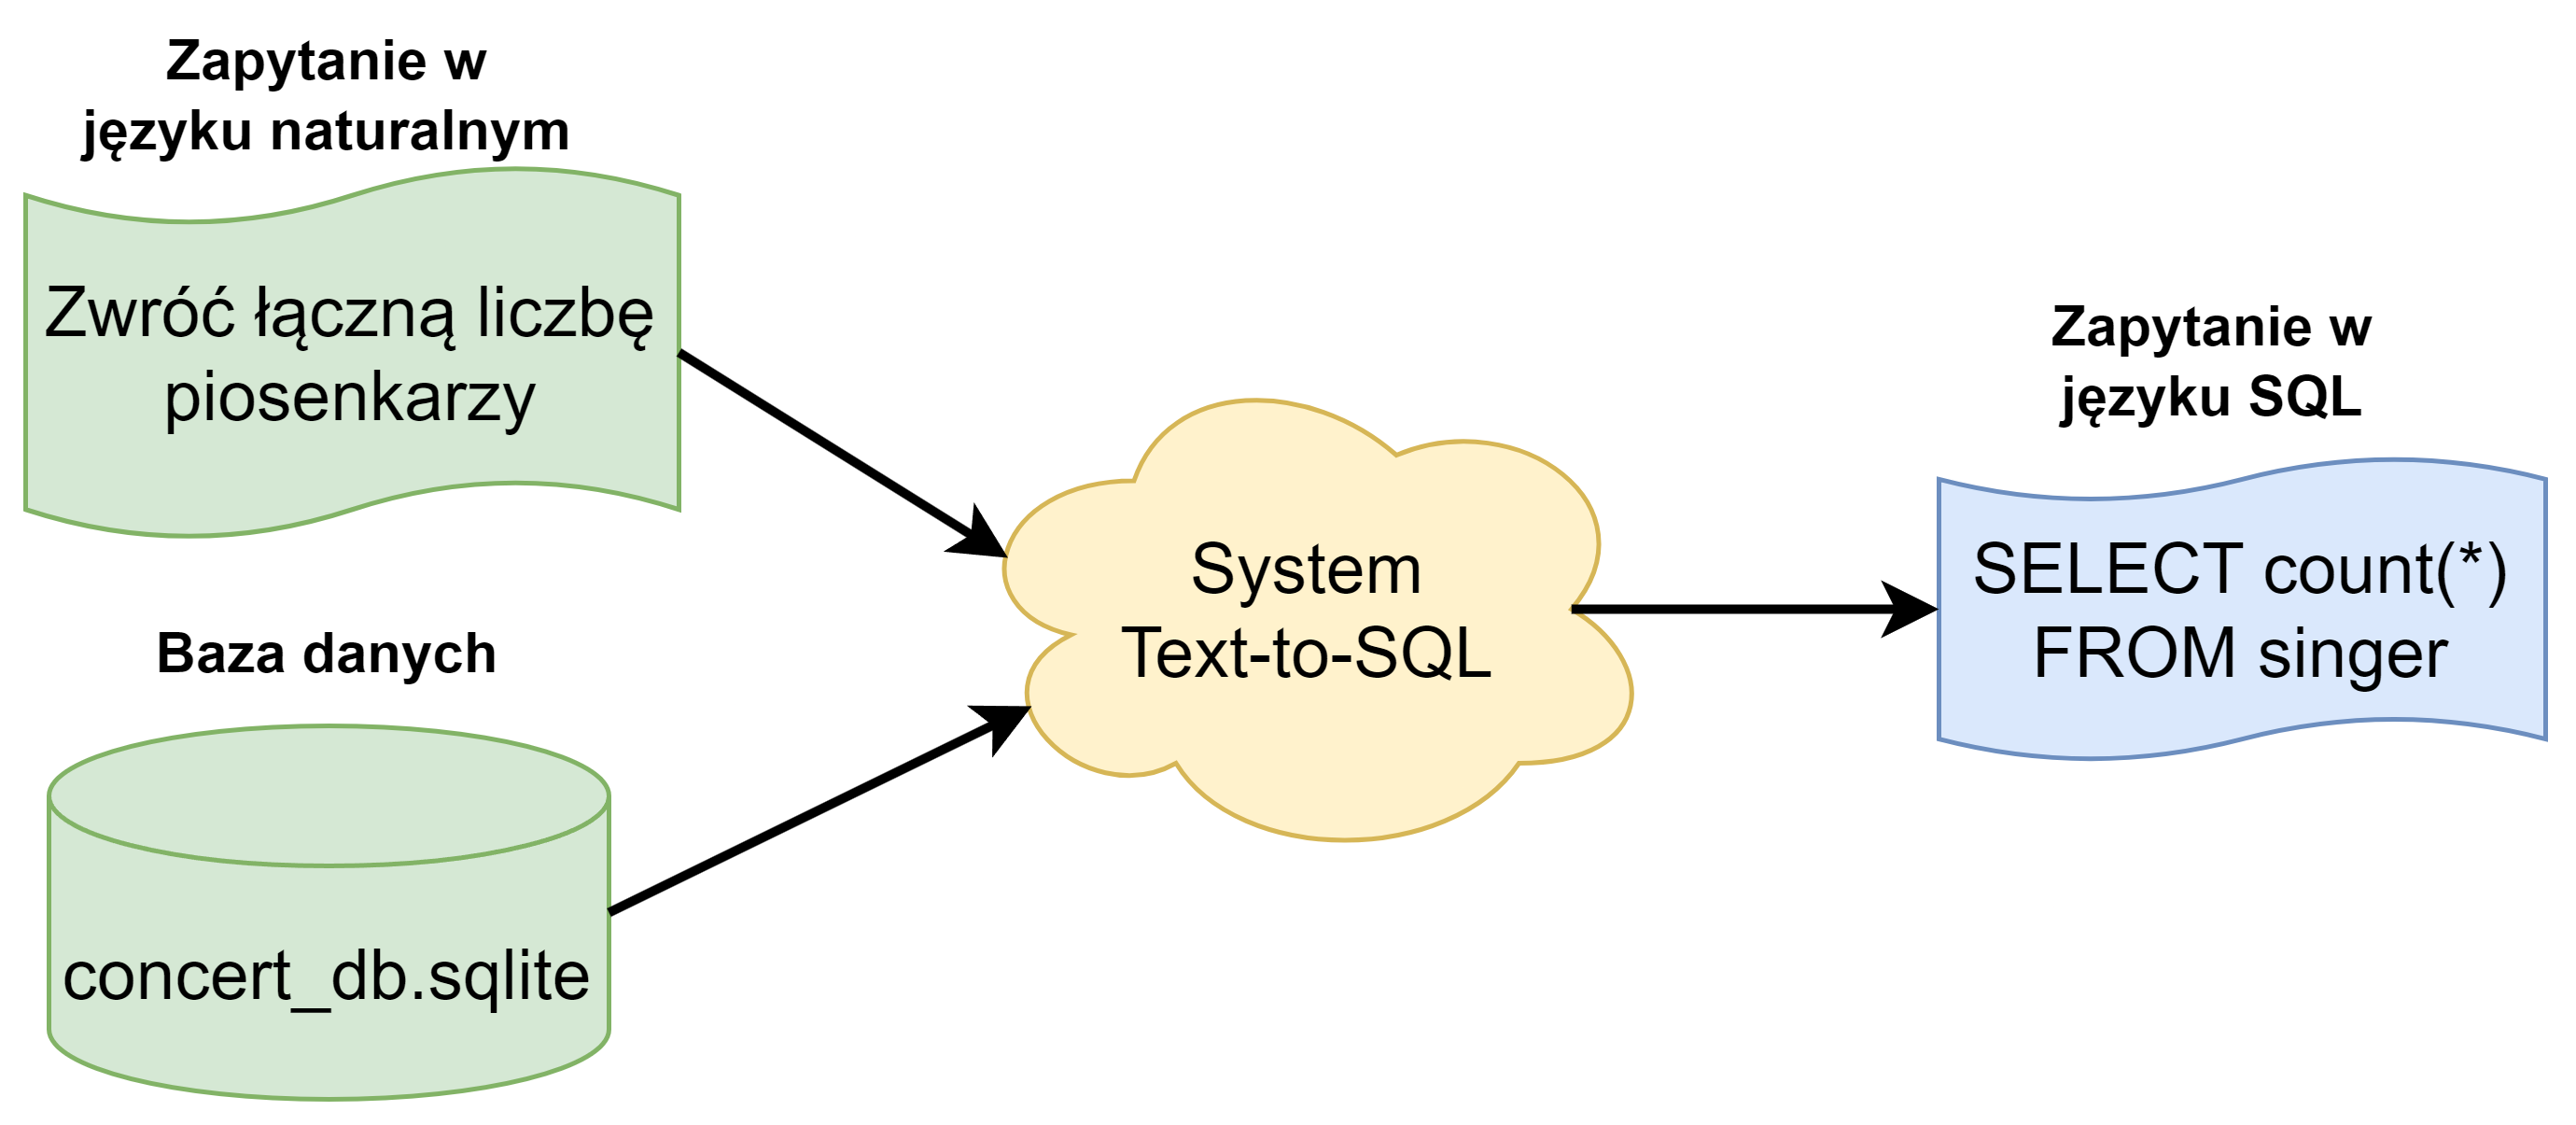 Zapytanie w
języku naturalnym
Zwróć łączną liczbę
piosenkarzy
Baza danych
concert_db.sqlite
System
Text-to-SQL
Zapytanie w
języku SQL
SELECT count(*)
FROM singer